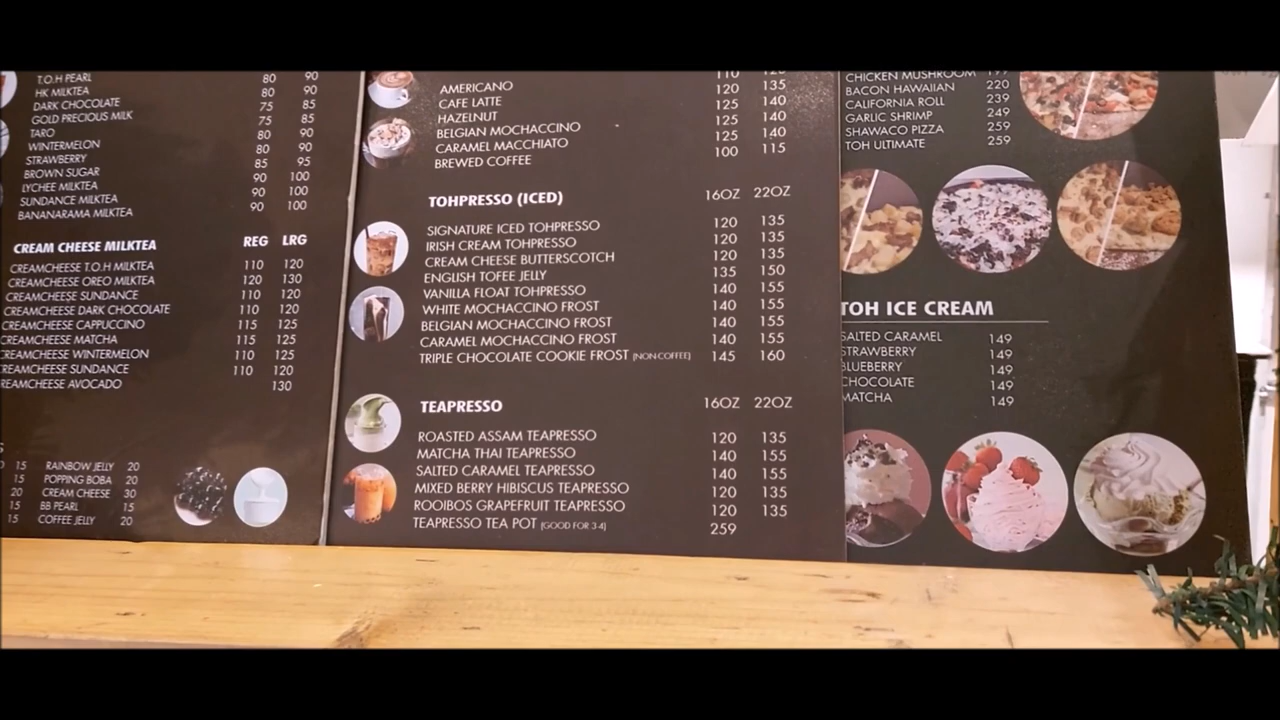 T.O.H PEARL
HK MILKTEA 80 90
DARK CHOCOLATE 80 90
GOLD PRECIOUS MILK 75 85
TARO 75 85
WINTERMELON 80 90
STRAWBERRY 80 90
BROWN SUGAR 85 95
LYCHEE MILKTEA 90 100
SUNDANCE MILKTEA 90 100
BANANARAMA MILKTEA 90 100
CREAM CHEESE MILKTEA REG LRG
CREAMCHEESE T.O.H MILKTEA 110 120
CREAMCHEESE OREO MILKTEA 120 130
CREAMCHEESE SUNDANCE 110 120
CREAMCHEESE DARK CHOCOLATE 110 120
CREAMCHEESE CAPPUCCINO 115 125
CREAMCHEESE MATCHA 115 125
CREAMCHEESE WINTERMELON 110 125
CREAMCHEESE SUNDANCE 110 120
REAMCHEESE AVOCADO 130
S
15 RAINBOW JELLY 20
15 POPPING BOBA 20
20 CREAM CHEESE 30
15 BB PEARL 15
15 COFFEE JELLY 20
AMERICANO 110 120
CAFE LATTE 120 135
HAZELNUT 125 140
BELGIAN MOCHACCINO 125 140
CARAMEL MACCHIATO 125 140
BREWED COFFEE 100 115
TOHPRESSO (ICED) 16OZ 22OZ
SIGNATURE ICED TOHPRESSO 120 135
IRISH CREAM TOHPRESSO 120 135
CREAM CHEESE BUTTERSCOTCH 120 135
ENGLISH TOFEE JELLY 135 150
VANILLA FLOAT TOHPRESSO 140 155
WHITE MOCHACCINO FROST 140 155
BELGIAN MOCHACCINO FROST 140 155
CARAMEL MOCHACCINO FROST 140 155
TRIPLE CHOCOLATE COOKIE FROST (NON-COFFEE) 145 160
TEAPRESSO 16OZ 22OZ
ROASTED ASSAM TEAPRESSO 120 135
MATCHA THAI TEAPRESSO 140 155
SALTED CARAMEL TEAPRESSO 140 155
MIXED BERRY HIBISCUS TEAPRESSO 120 135
ROOIBOS GRAPEFRUIT TEAPRESSO 120 135
TEAPRESSO TEA POT (GOOD FOR 3-4) 259
CHICKEN MUSHROOM 199
BACON HAWAIIAN 220
CALIFORNIA ROLL 239
GARLIC SHRIMP 249
SHAWACO PIZZA 259
TOH ULTIMATE 259
TOH ICE CREAM
SALTED CARAMEL 149
STRAWBERRY 149
BLUEBERRY 149
CHOCOLATE 149
MATCHA 149